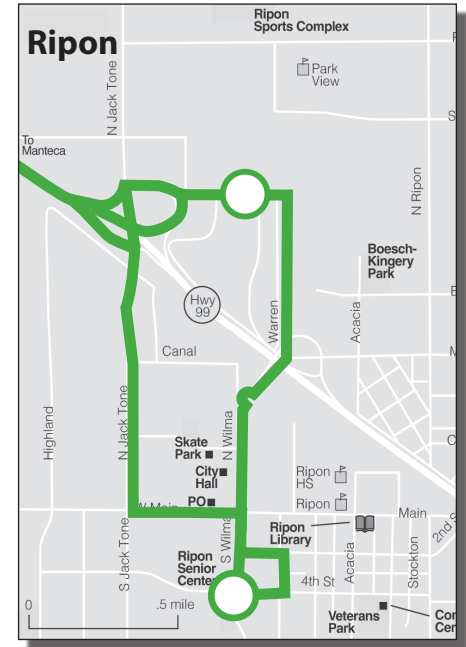 Ripon
Sports Complex
Ripon
Park
View
N Jack Tone
To
Manteca
N Ripon
Boesch-
Kingery
Park
Hwy
99
Warren
Acacia
Canal
Highland
N Jack Tone
N Wilma
Skate
Park
City
Hall
PO
Ripon
HS
Ripon
W Main
Main
2nd S
S Jack Tone
S Wilma
Ripon
Library
Ripon
Senior
Center
4th St
Acacia
Stockton
0
.5 mile
Veterans
Park
Cor
Cer